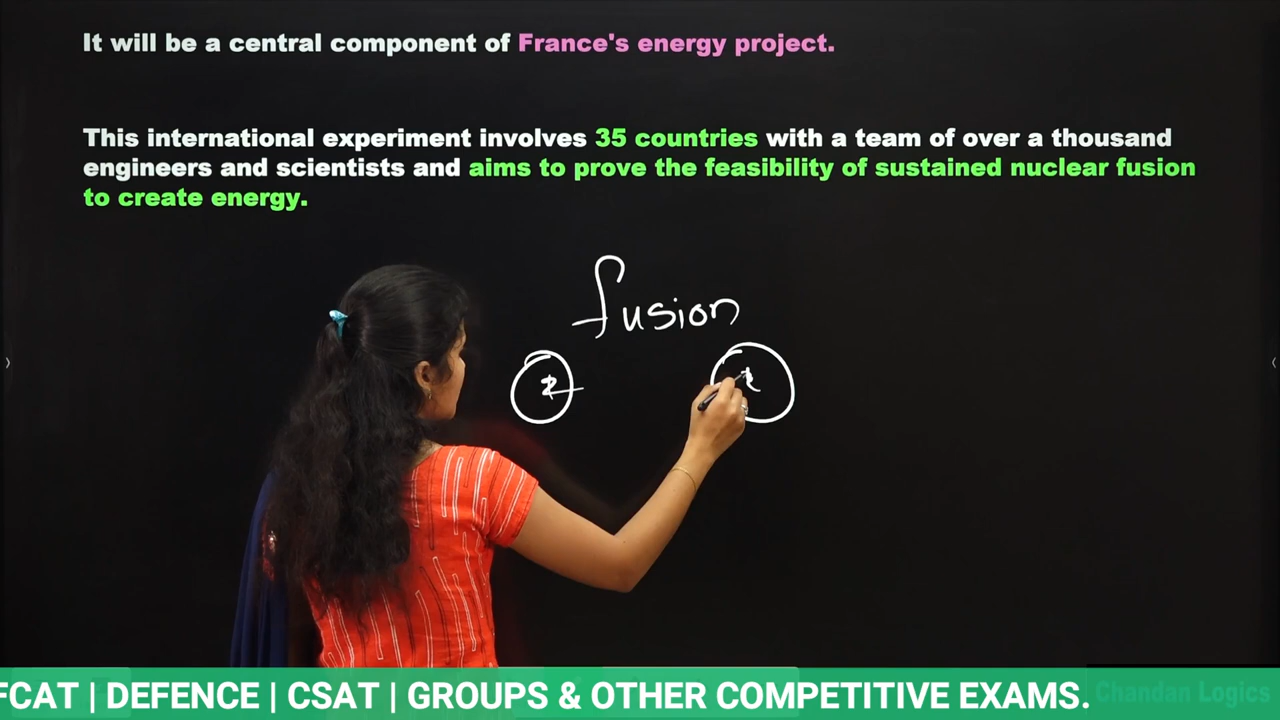 It will be a central component of France's energy project.
This international experiment involves 35 countries with a team of over a thousand
engineers and scientists and aims to prove the feasibility of sustained nuclear fusion
to create energy.
fusion
FCAT | DEFENCE | CSAT | GROUPS & OTHER COMPETITIVE EXAMS.
Chandan Logics